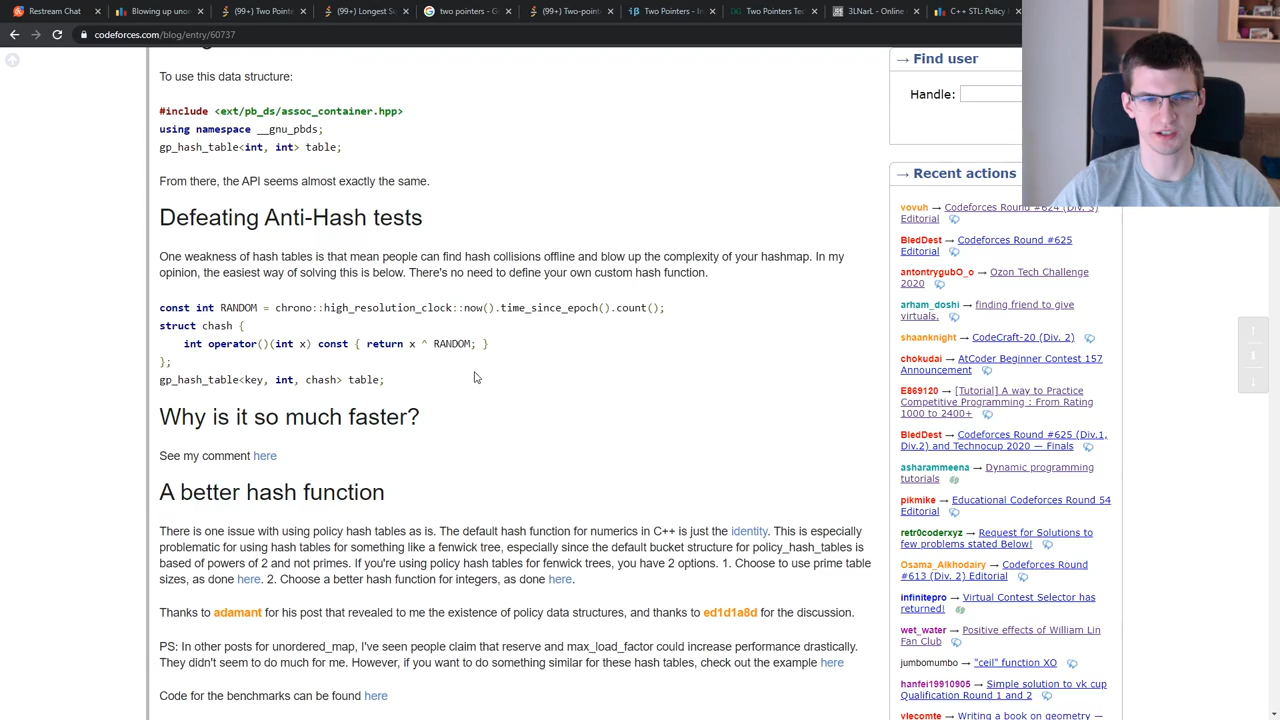 Restream Chat
Blowing up unor
(99+) Two Pointe
(99+) Longest Su
two pointers - G
(99+) Two-point
Two Pointers - In
Two Pointers Tec
3LNarL - Online
C++ STL: Policy
codeforces.com/blog/entry/60737
To use this data structure:
#include <ext/pb_ds/assoc_container.hpp>
using namespace __gnu_pbds;
gp_hash_table<int, int> table;
From there, the API seems almost exactly the same.
Defeating Anti-Hash tests
One weakness of hash tables is that mean people can find hash collisions offline and blow up the complexity of your hashmap. In my
opinion, the easiest way of solving this is below. There's no need to define your own custom hash function.
const int RANDOM = chrono::high_resolution_clock::now().time_since_epoch().count();
struct chash {
int operator()(int x) const { return x ^ RANDOM; }
};
gp_hash_table<key, int, chash> table;
Why is it so much faster?
See my comment here
A better hash function
There is one issue with using policy hash tables as is. The default hash function for numerics in C++ is just the identity. This is especially
problematic for using hash tables for something like a fenwick tree, especially since the default bucket structure for policy_hash_tables is
based of powers of 2 and not primes. If you're using policy hash tables for fenwick trees, you have 2 options. 1. Choose to use prime table
sizes, as done here. 2. Choose a better hash function for integers, as done here.
Thanks to adamant for his post that revealed to me the existence of policy data structures, and thanks to ed1d1a8d for the discussion.
PS: In other posts for unordered_map, I've seen people claim that reserve and max_load_factor could increase performance drastically.
They didn't seem to do much for me. However, if you want to do something similar for these hash tables, check out the example here
Code for the benchmarks can be found here
→ Find user
Handle:
→ Recent actions
vovuh → Codeforces Round #624 (Div. 3)
Editorial
BledDest → Codeforces Round #625
Editorial
antontrygubO_o → Ozon Tech Challenge
2020
arham_doshi → finding friend to give
virtuals.
shaanknight → CodeCraft-20 (Div. 2)
chokudai → AtCoder Beginner Contest 157
Announcement
E869120 → [Tutorial] A way to Practice
Competitive Programming : From Rating
1000 to 2400+
BledDest → Codeforces Round #625 (Div.1,
Div.2) and Technocup 2020 — Finals
asharammeena → Dynamic programming
tutorials
pikmike → Educational Codeforces Round 54
Editorial
retr0coderxyz → Request for Solutions to
few problems stated Below!
Osama_Alkhodairy → Codeforces Round
#613 (Div. 2) Editorial
infinitepro → Virtual Contest Selector has
returned!
wet_water → Positive effects of William Lin
Fan Club
jumbomumbo → "ceil" function XO
hanfei19910905 → Simple solution to vk cup
Qualification Round 1 and 2
vlecomte → Writing a book on geometry —